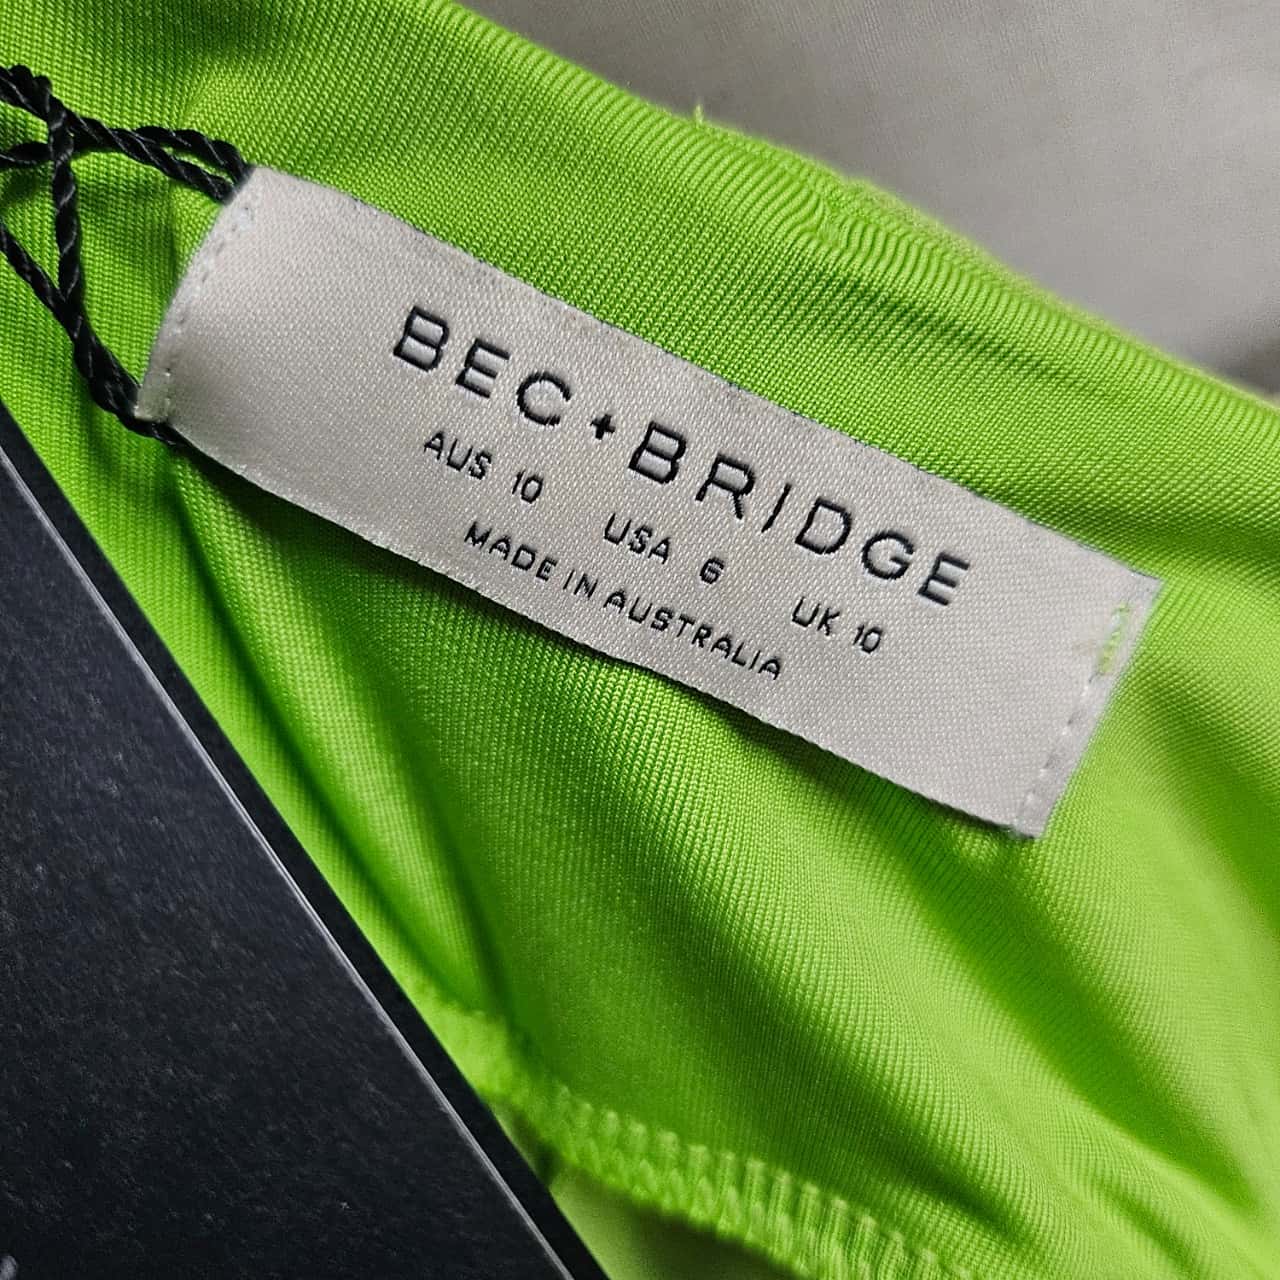 BEC+BRIDGE
AUS 10 USA 6 UK 10
MADE IN AUSTRALIA